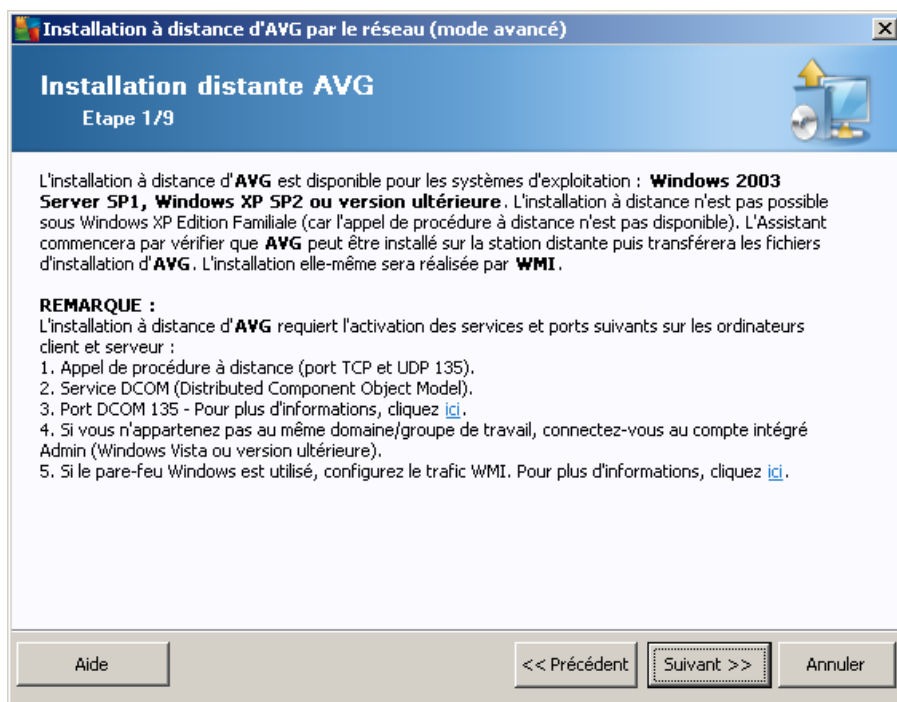 Installation à distance d'AVG par le réseau (mode avancé)
Installation distante AVG
Etape 1/9
L'installation à distance d'AVG est disponible pour les systèmes d'exploitation : Windows 2003
Server SP1, Windows XP SP2 ou version ultérieure. L'installation à distance n'est pas possible
sous Windows XP Edition Familiale (car l'appel de procédure à distance n'est pas disponible). L'Assistant
commencera par vérifier que AVG peut être installé sur la station distante puis transférera les fichiers
d'installation d'AVG. L'installation elle-même sera réalisée par WMI.
REMARQUE :
L'installation à distance d'AVG requiert l'activation des services et ports suivants sur les ordinateurs
client et serveur :
1. Appel de procédure à distance (port TCP et UDP 135).
2. Service DCOM (Distributed Component Object Model).
3. Port DCOM 135 - Pour plus d'informations, cliquez ici.
4. Si vous n'appartenez pas au même domaine/groupe de travail, connectez-vous au compte intégré
Admin (Windows Vista ou version ultérieure).
5. Si le pare-feu Windows est utilisé, configurez le trafic WMI. Pour plus d'informations, cliquez ici.
Aide
<< Précédent
Suivant >>
Annuler